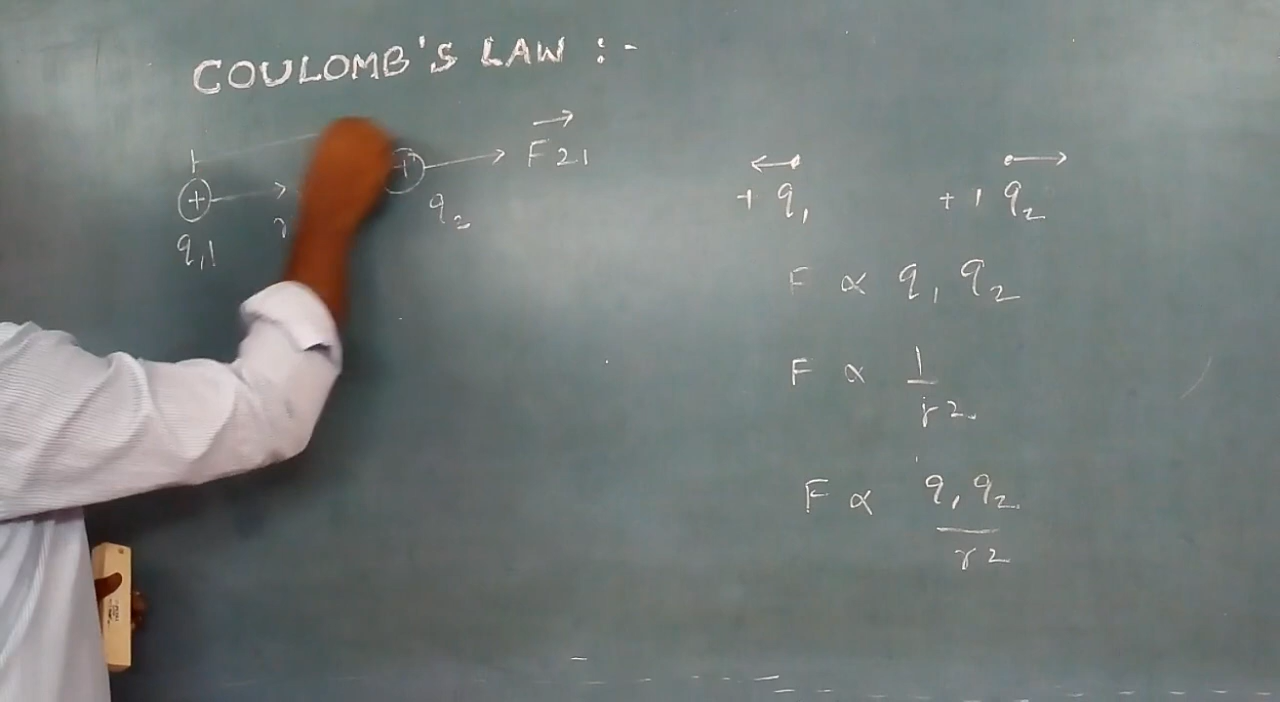 COULOMB'S LAW :-
+ + F21
q1 r q2
+ q1 + 1 q2
F ∝ q1 q2
F ∝ 1
r2
F ∝ q1 q2
r2